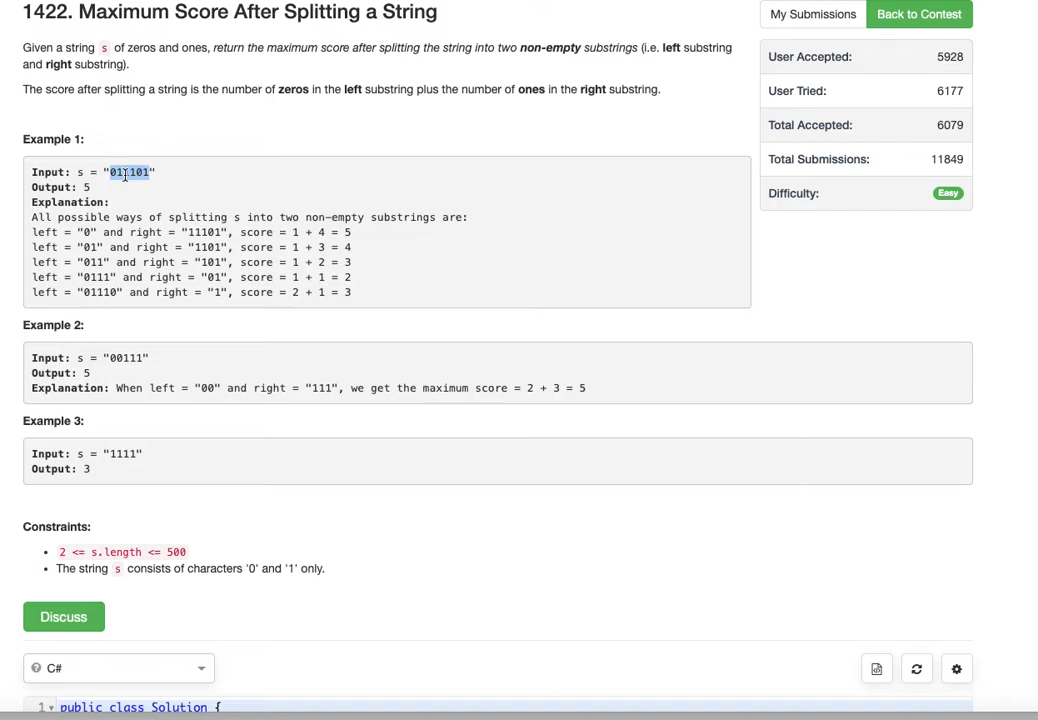 1422. Maximum Score After Splitting a String
My Submissions
Back to Contest
Given a string s of zeros and ones, return the maximum score after splitting the string into two non-empty substrings (i.e. left substring
and right substring).
The score after splitting a string is the number of zeros in the left substring plus the number of ones in the right substring.
User Accepted: 5928
User Tried: 6177
Total Accepted: 6079
Total Submissions: 11849
Difficulty: Easy
Example 1:
Input: s = "011101"
Output: 5
Explanation:
All possible ways of splitting s into two non-empty substrings are:
left = "0" and right = "11101", score = 1 + 4 = 5
left = "01" and right = "1101", score = 1 + 3 = 4
left = "011" and right = "101", score = 1 + 2 = 3
left = "0111" and right = "01", score = 1 + 1 = 2
left = "01110" and right = "1", score = 2 + 1 = 3
Example 2:
Input: s = "00111"
Output: 5
Explanation: When left = "00" and right = "111", we get the maximum score = 2 + 3 = 5
Example 3:
Input: s = "1111"
Output: 3
Constraints:
• 2 <= s.length <= 500
• The string s consists of characters '0' and '1' only.
Discuss
? C#
1 public class Solution {